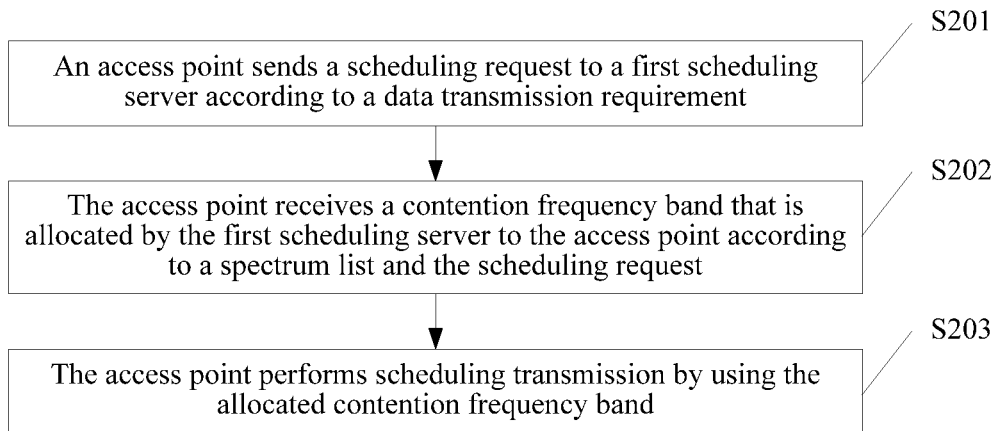 S201
An access point sends a scheduling request to a first scheduling
server according to a data transmission requirement
S202
The access point receives a contention frequency band that is
allocated by the first scheduling server to the access point according
to a spectrum list and the scheduling request
S203
The access point performs scheduling transmission by using the
allocated contention frequency band